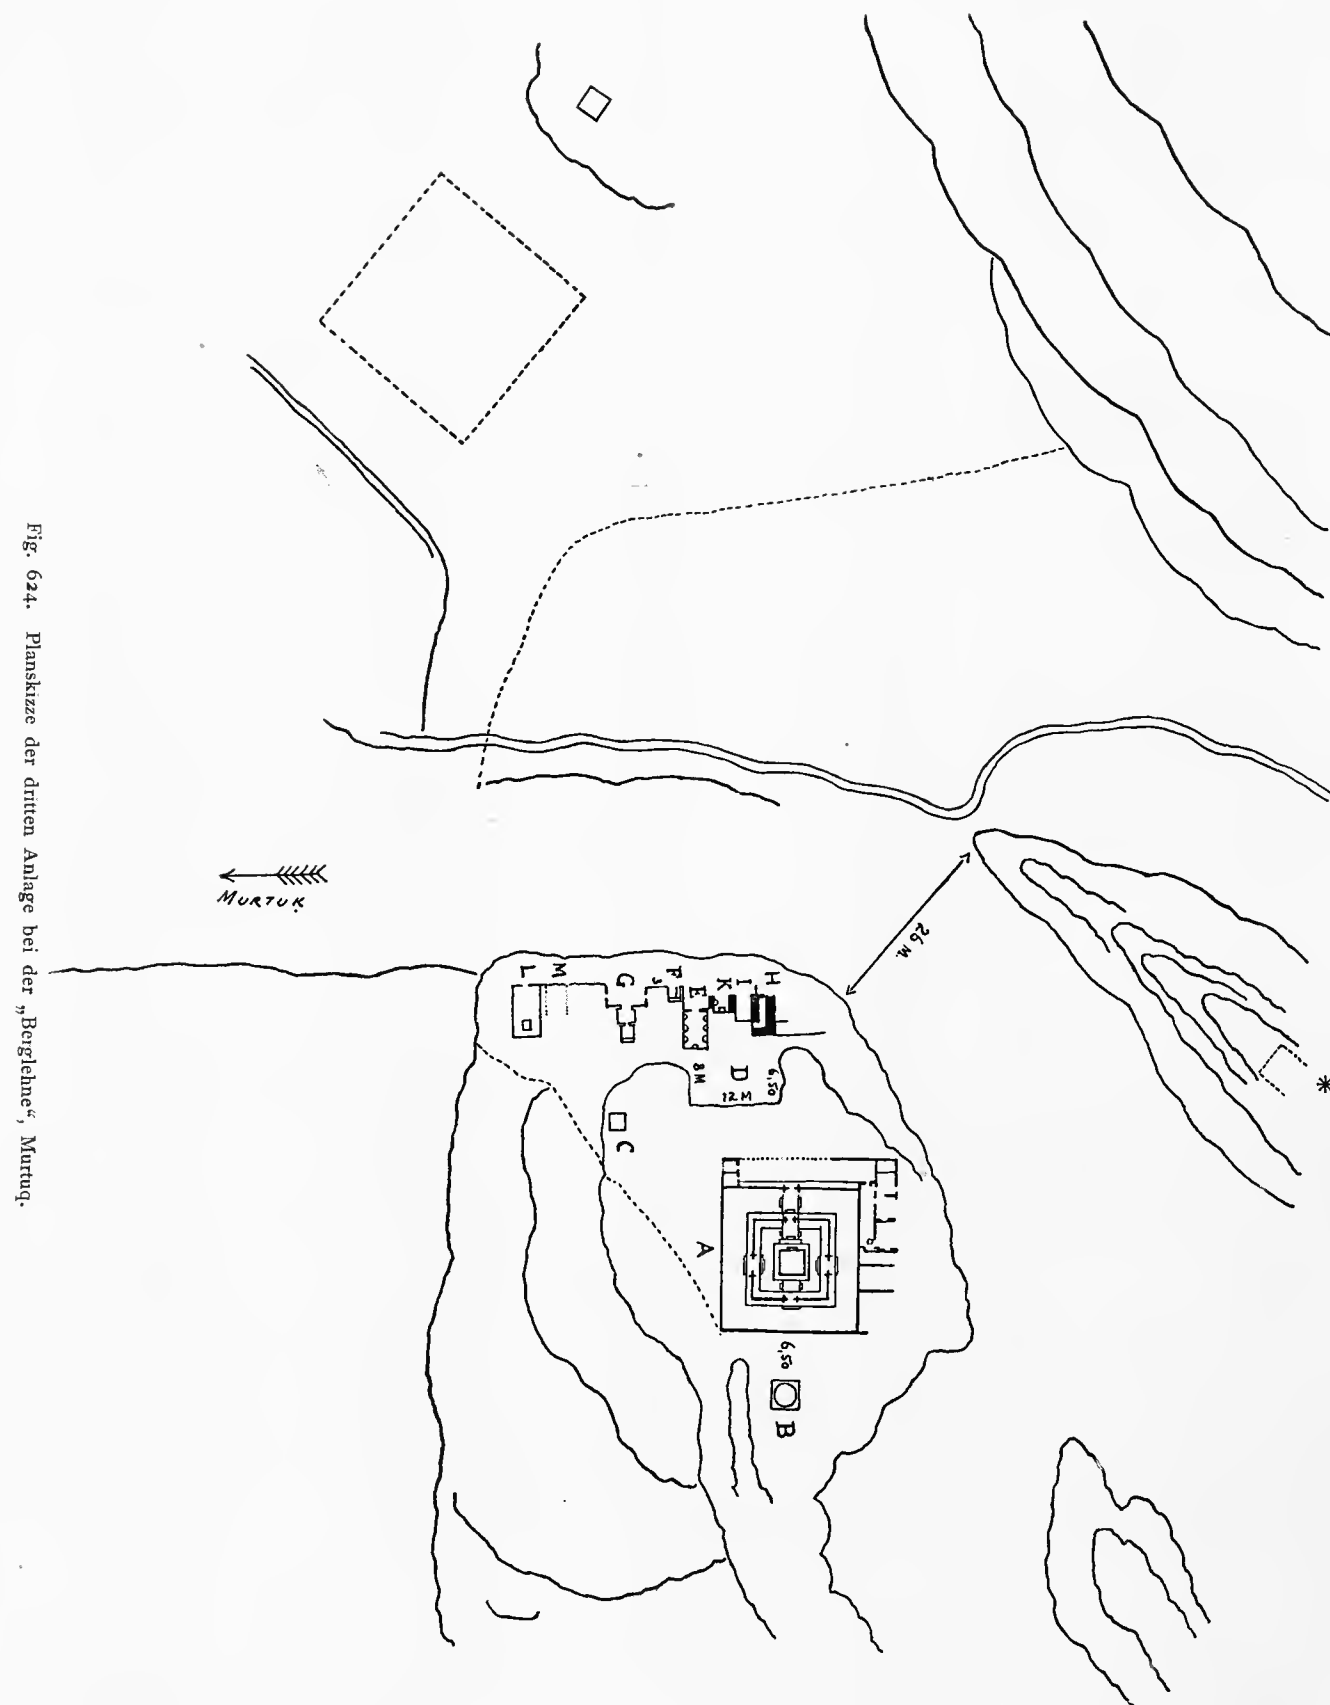 MURTUK
26 M.
L
M
G
F
J
E
K
I
H
8 M
D
12 M
6,50
C
A
6,50
B
*
Fig. 624. Planskizze der dritten Anlage bei der „Berglehne“, Murtuq.